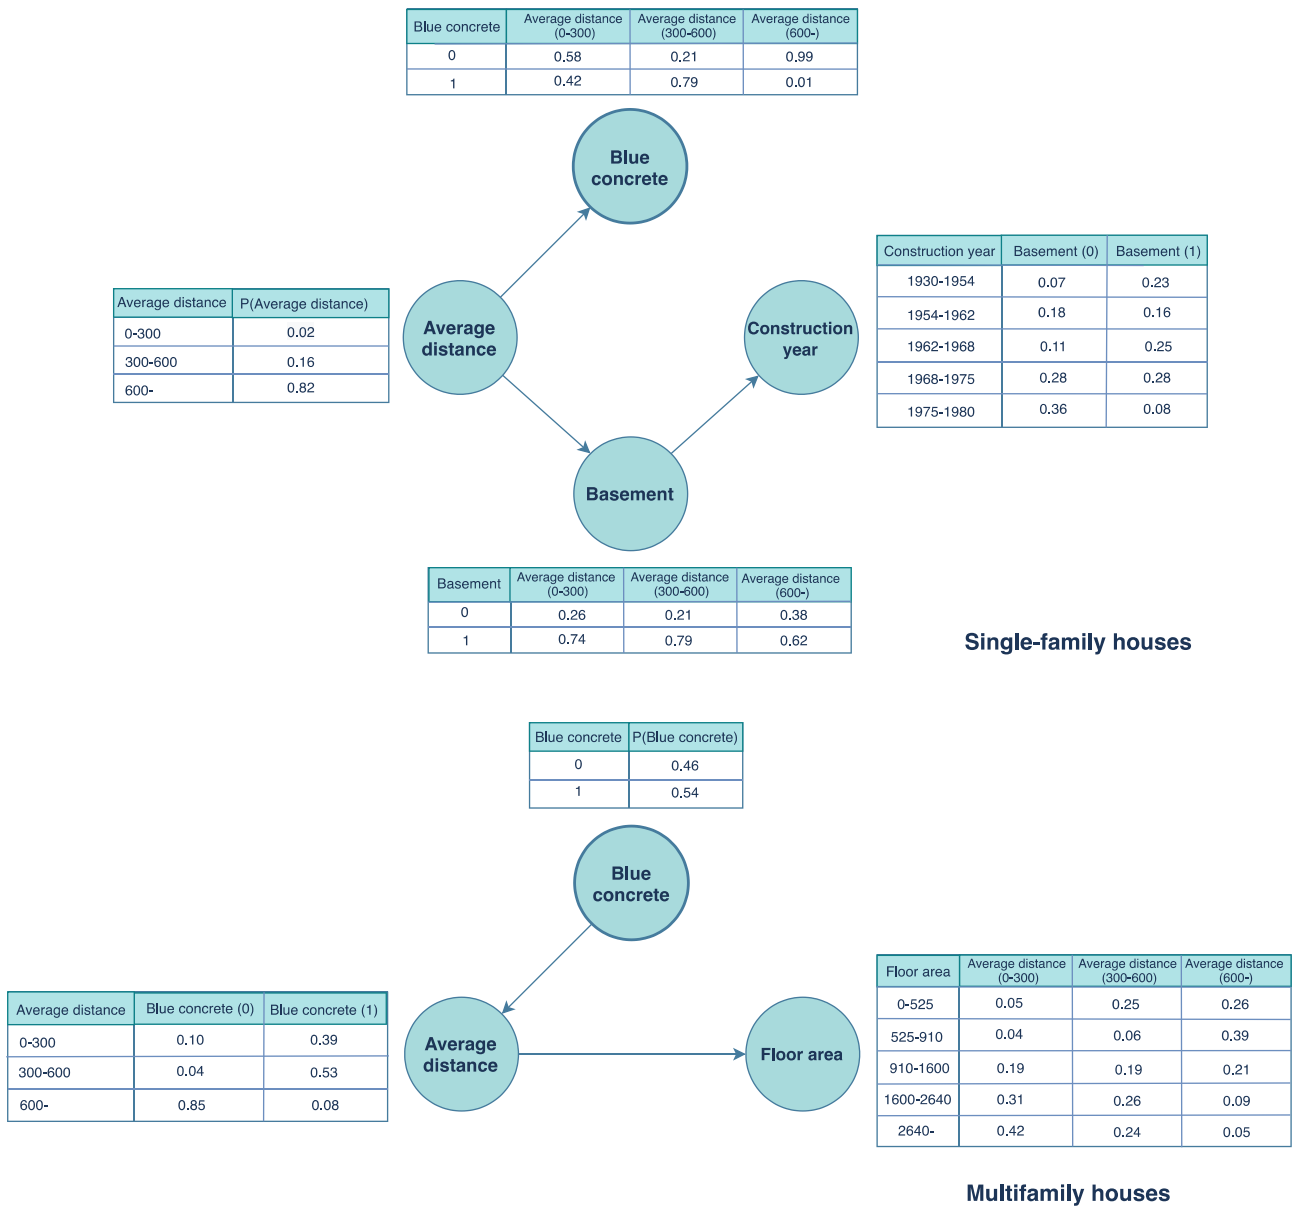 Blue concrete Average distance (0-300) Average distance (300-600) Average distance (600-)
0 0.58 0.21 0.99
1 0.42 0.79 0.01
Blue
concrete
Average distance P(Average distance)
0-300 0.02
300-600 0.16
600- 0.82
Average
distance
Construction
year
Construction year Basement (0) Basement (1)
1930-1954 0.07 0.23
1954-1962 0.18 0.16
1962-1968 0.11 0.25
1968-1975 0.28 0.28
1975-1980 0.36 0.08
Basement
Basement Average distance (0-300) Average distance (300-600) Average distance (600-)
0 0.26 0.21 0.38
1 0.74 0.79 0.62
Single-family houses
Blue concrete P(Blue concrete)
0 0.46
1 0.54
Blue
concrete
Average distance Blue concrete (0) Blue concrete (1)
0-300 0.10 0.39
300-600 0.04 0.53
600- 0.85 0.08
Average
distance
Floor area
Floor area Average distance (0-300) Average distance (300-600) Average distance (600-)
0-525 0.05 0.25 0.26
525-910 0.04 0.06 0.39
910-1600 0.19 0.19 0.21
1600-2640 0.31 0.26 0.09
2640- 0.42 0.24 0.05
Multifamily houses